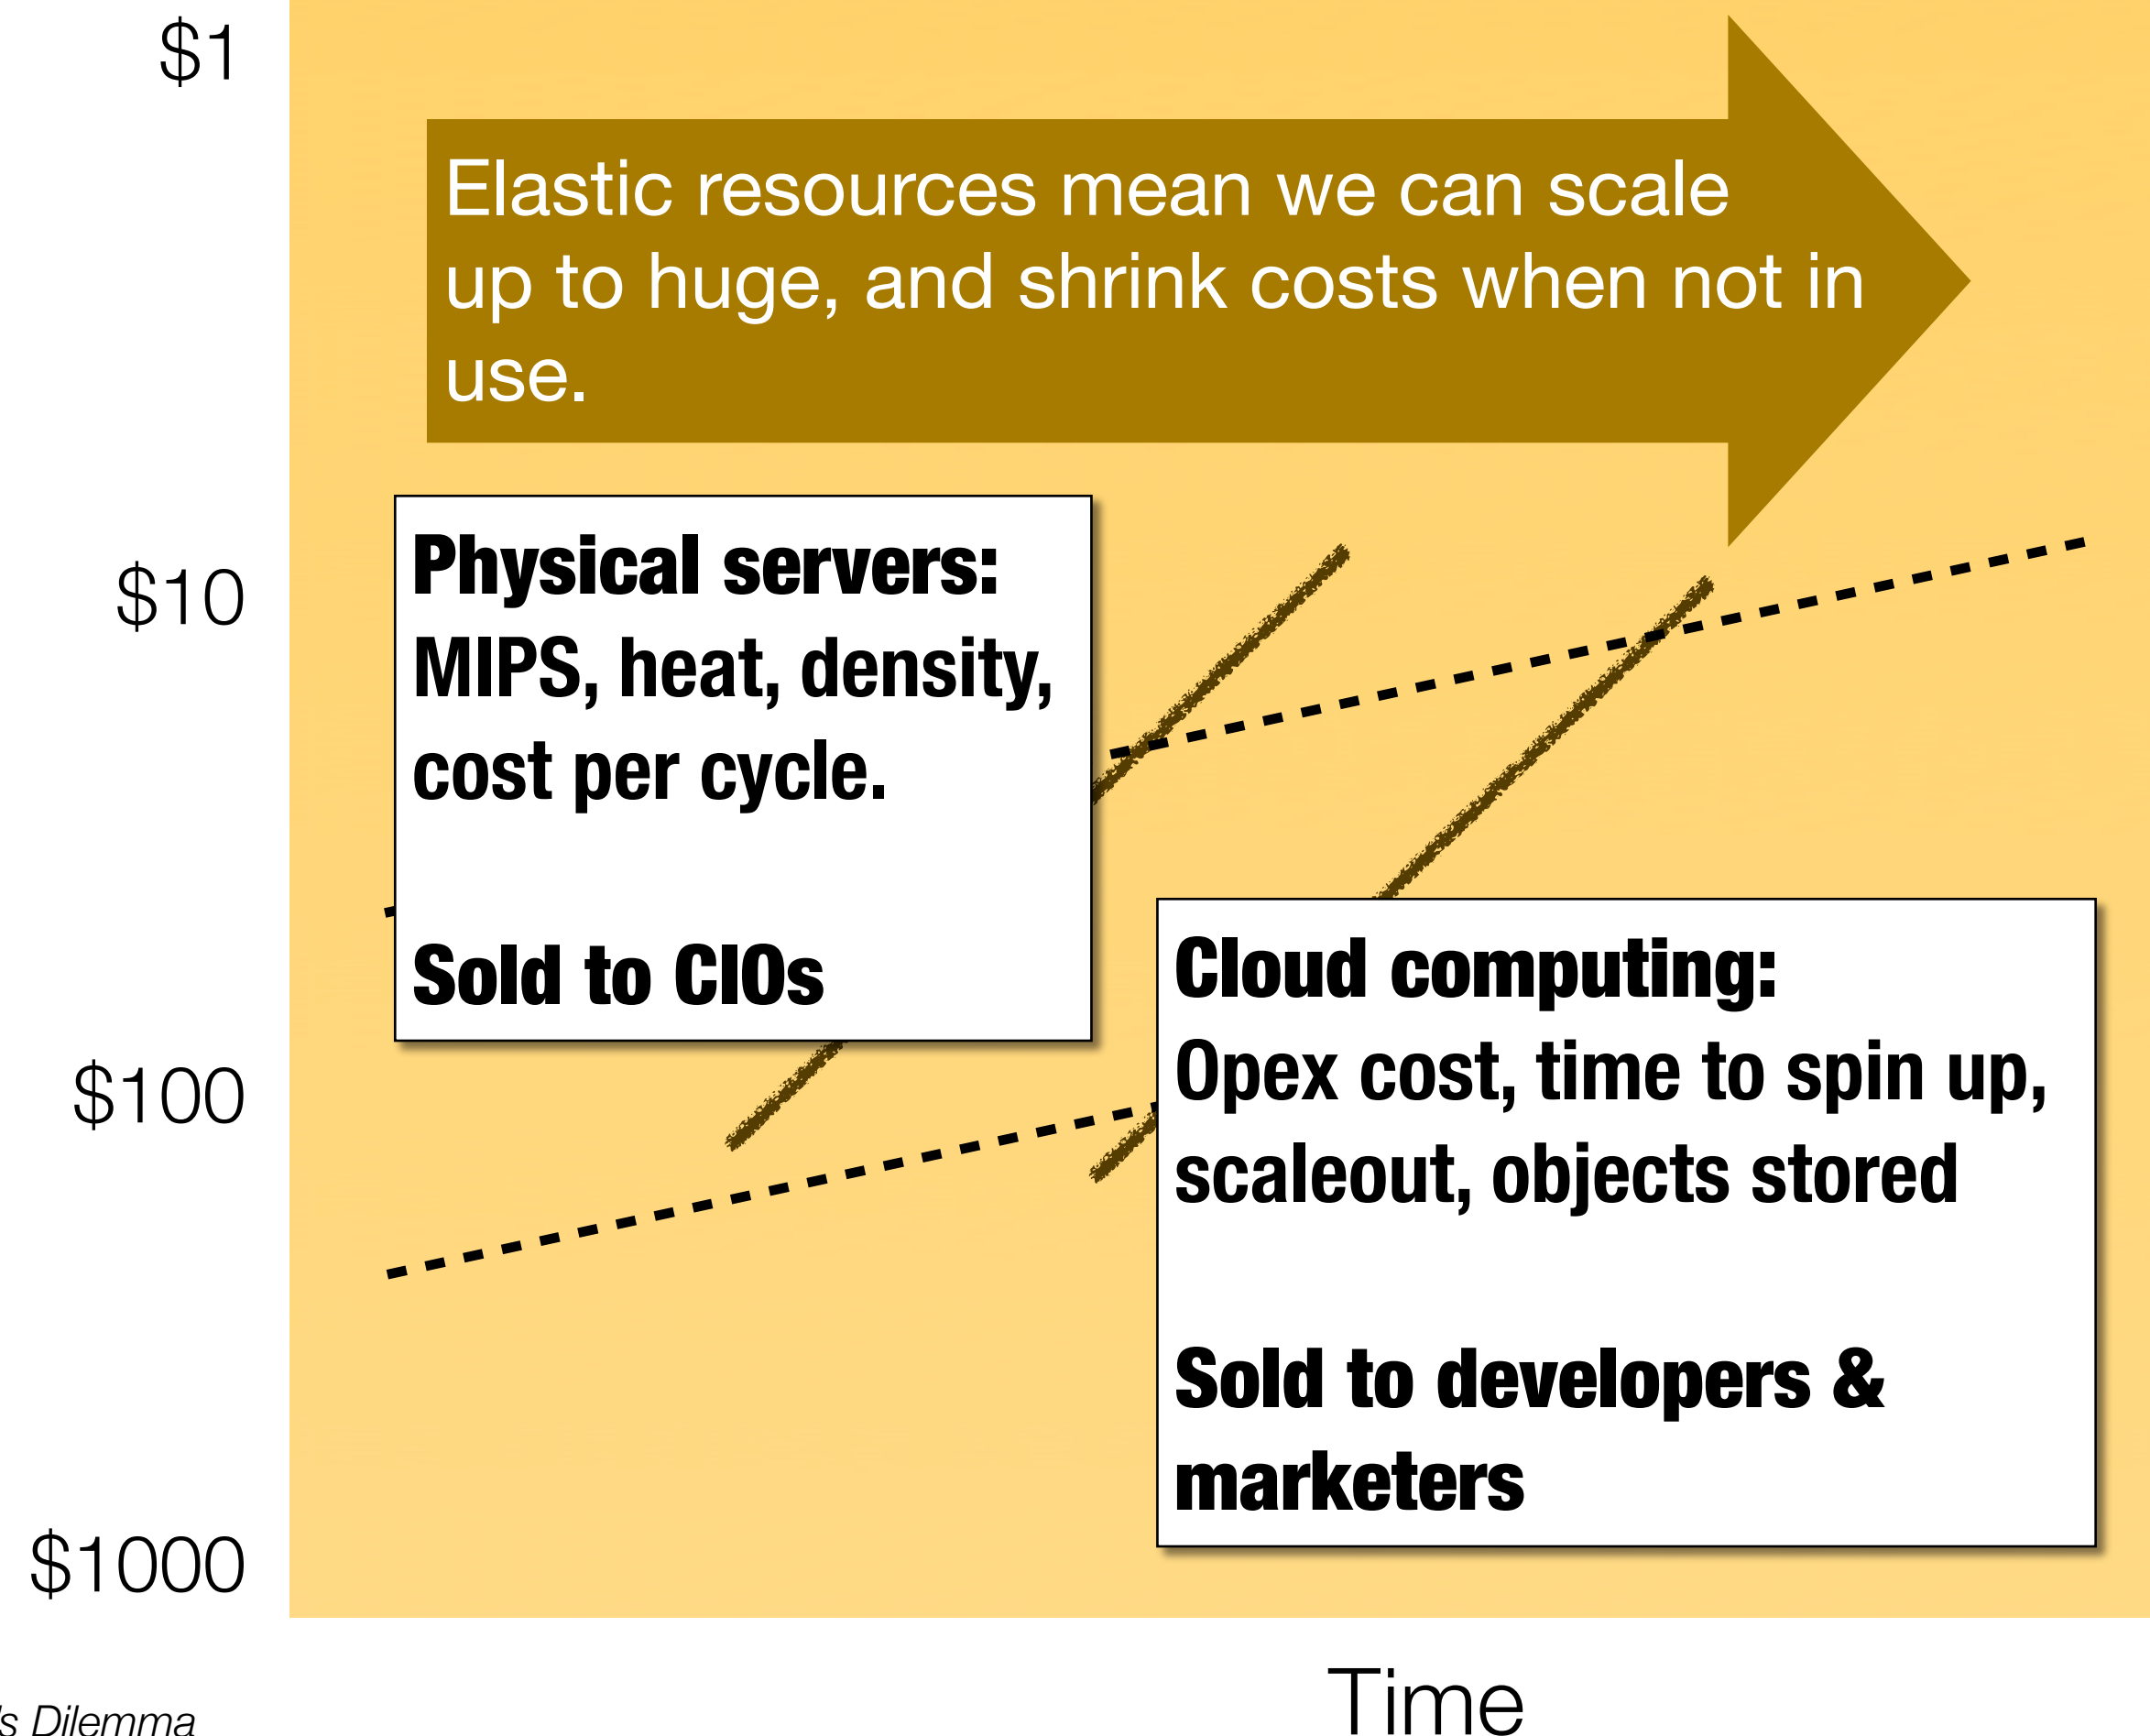 $1
Elastic resources mean we can scale
up to huge, and shrink costs when not in
use.
$10
Physical servers:
MIPS, heat, density,
cost per cycle.
Sold to CIOs
$100
Cloud computing:
Opex cost, time to spin up,
scaleout, objects stored
Sold to developers &
marketers
$1000
Time
s Dilemma